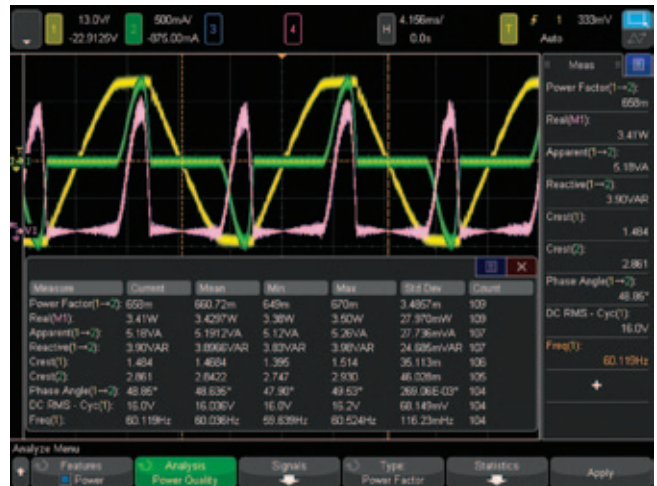 1 13.0V/ 2 500mA/ 3 4 H 4.156ms/ T 1 333mV
-22.9125V -875.00mA 0.0s Auto
Meas
Power Factor(1→2):
658m
Real(M1):
3.41W
Apparent(1→2):
5.18VA
Reactive(1→2):
3.90VAR
Crest(1):
1.484
Crest(2):
2.861
Phase Angle(1→2):
48.85°
DC RMS - Cyc(1):
16.0V
Freq(1):
60.119Hz
Measure Current Mean Min Max Std Dev Count
Power Factor(1→2): 658m 660.72m 649m 670m 3.4857m 109
Real(M1): 3.41W 3.4297W 3.38W 3.50W 27.970mW 109
Apparent(1→2): 5.18VA 5.1912VA 5.12VA 5.26VA 27.736mVA 107
Reactive(1→2): 3.90VAR 3.8966VAR 3.83VAR 3.98VAR 24.685mVAR 107
Crest(1): 1.484 1.4684 1.395 1.514 35.113m 106
Crest(2): 2.861 2.8422 2.747 2.930 46.028m 105
Phase Angle(1→2): 48.85° 48.635° 47.90° 49.53° 269.06E-03° 104
DC RMS - Cyc(1): 16.0V 16.036V 16.0V 16.2V 68.149mV 104
Freq(1): 60.119Hz 60.036Hz 59.839Hz 60.524Hz 116.23mHz 104
Analyze Menu
Features Analysis Signals Type Statistics Apply
Power Power Quality Power Factor